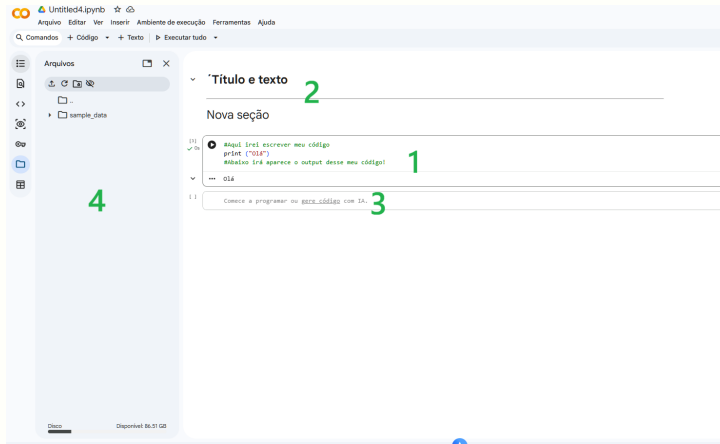 Untitled4.ipynb
Arquivo Editar Ver Inserir Ambiente de execução Ferramentas Ajuda
Comandos + Código + Texto Executar tudo
Arquivos
..
sample_data
4
Disco Disponível: 86.51 GB
´Título e texto
2
Nova seção
[1]
0s
#Aqui irei escrever meu código
print ("Olá")
#Abaixo irá aparece o output desse meu código!
1
Olá
[ ]
Comece a programar ou gere código com IA.
3